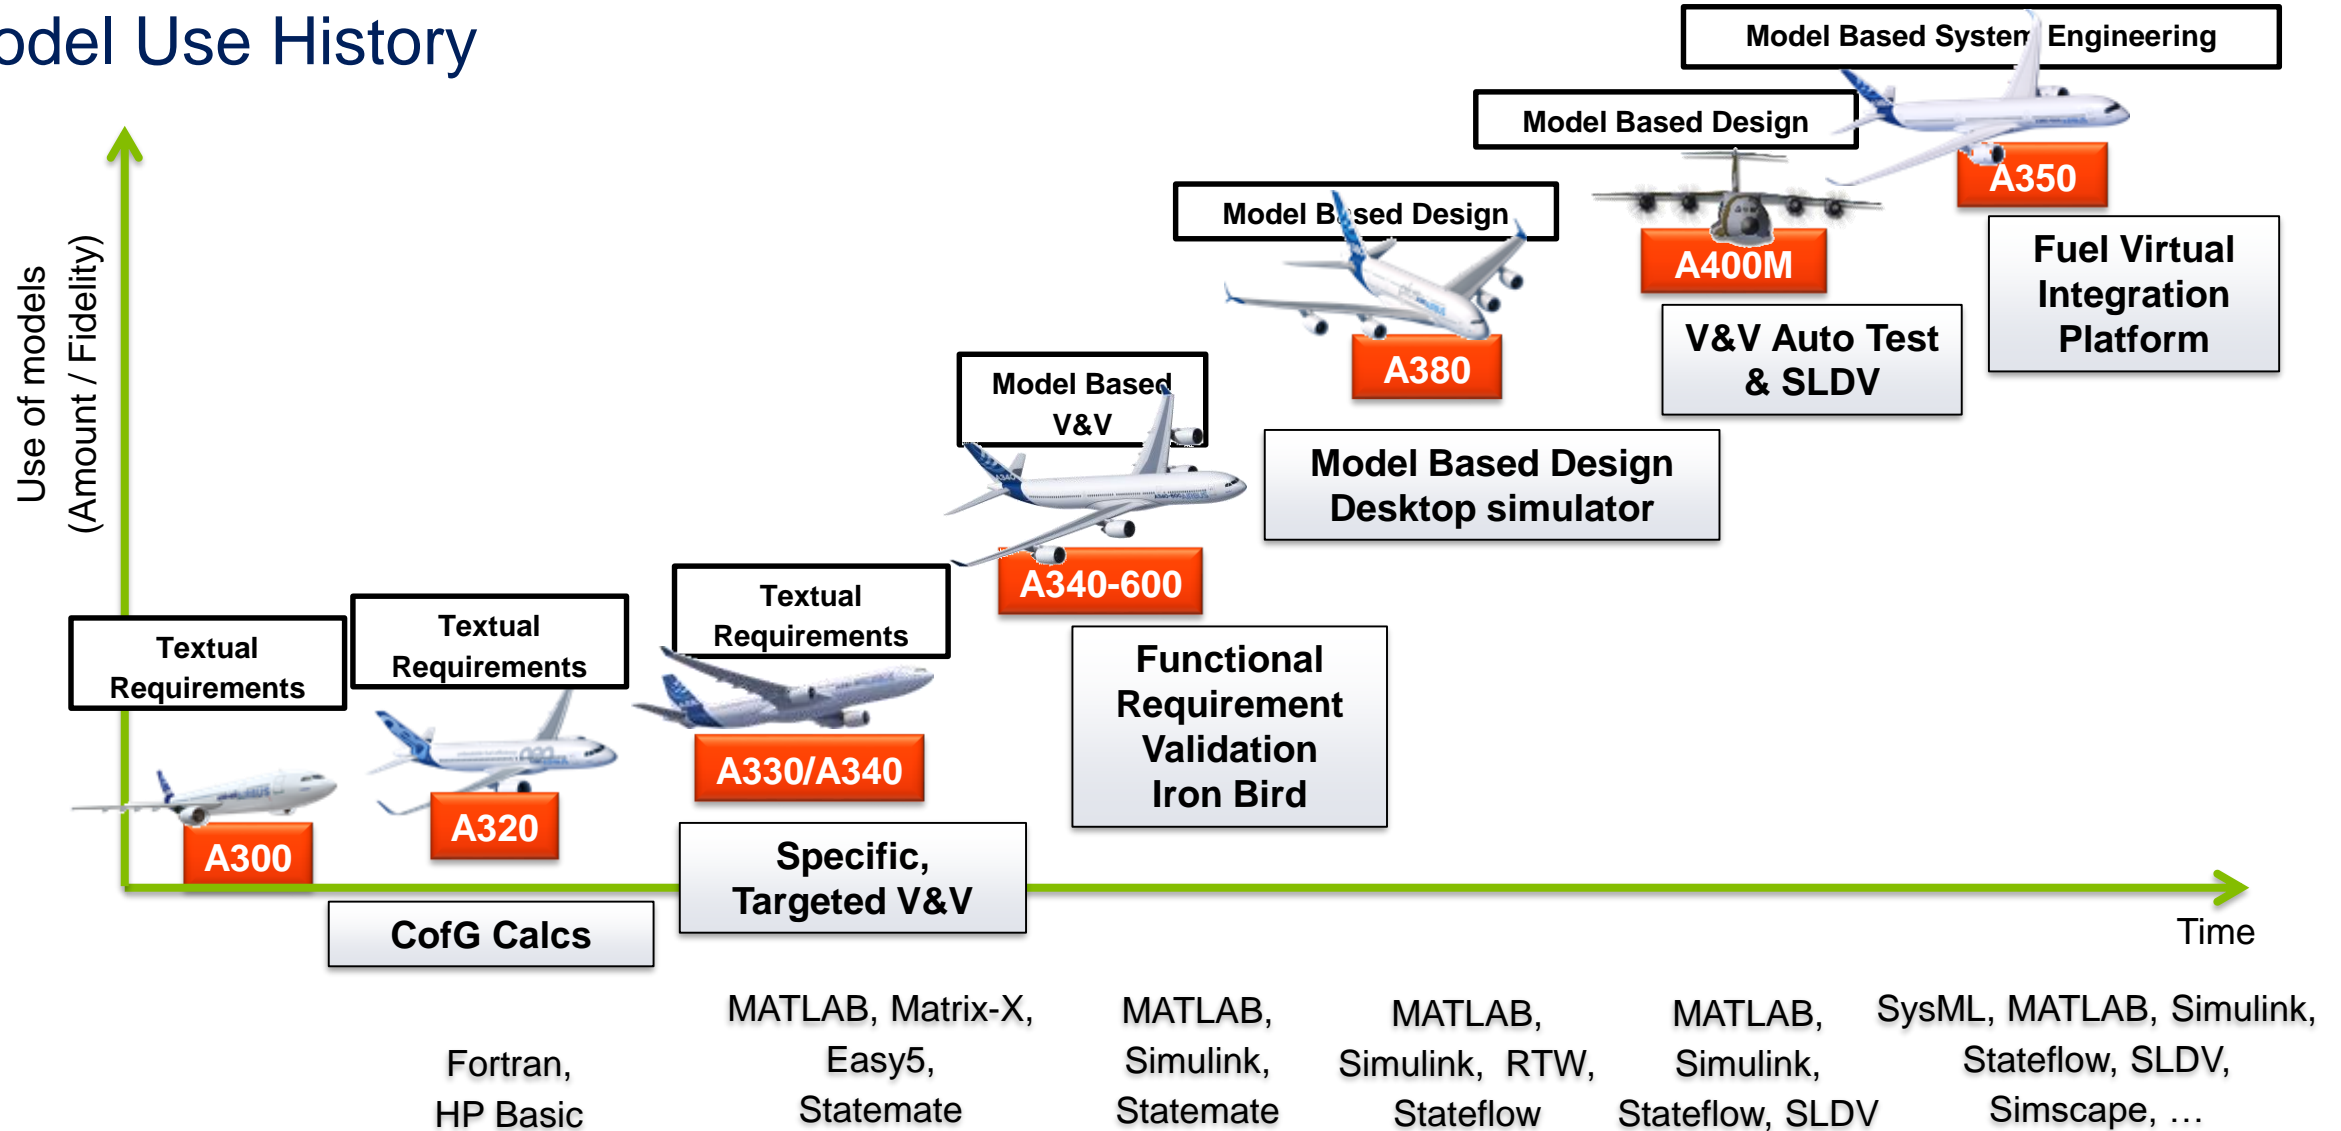 odel Use History
Model Based System Engineering
Model Based Design
A350
Model Based Design
A400M
Fuel Virtual
Integration
Platform
V&V Auto Test
& SLDV
A380
Model Based
V&V
Model Based Design
Desktop simulator
A340-600
Use of models
(Amount / Fidelity)
Textual
Requirements
Textual
Requirements
Textual
Requirements
Functional
Requirement
Validation
Iron Bird
A330/A340
A320
A300
Specific,
Targeted V&V
CofG Calcs
Time
Fortran,
HP Basic
MATLAB, Matrix-X,
Easy5,
Statemate
MATLAB,
Simulink,
Statemate
MATLAB,
Simulink, RTW,
Stateflow
MATLAB,
Simulink,
Stateflow, SLDV
SysML, MATLAB, Simulink,
Stateflow, SLDV,
Simscape, …